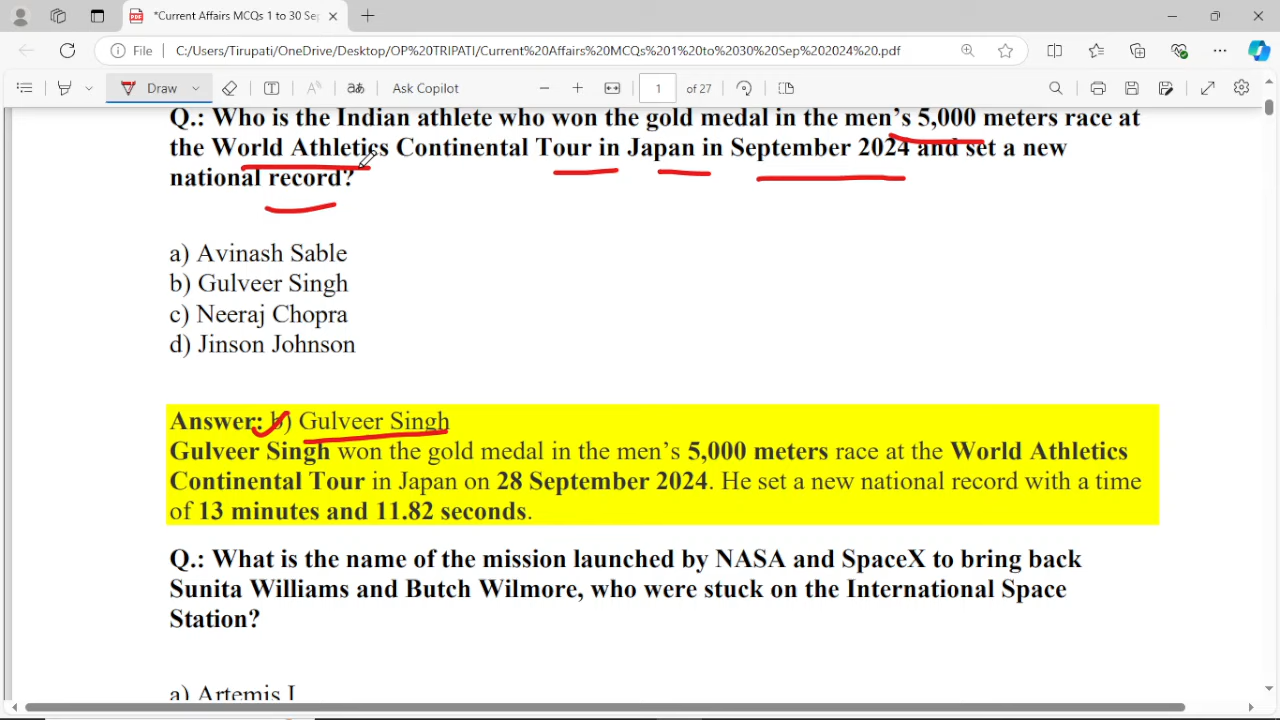 *Current Affairs MCQs 1 to 30 Sep
File C:/Users/Tirupati/OneDrive/Desktop/OP%20TRIPATI/Current%20Affairs%20MCQs%201%20to%2030%20Sep%202024%20.pdf
Draw T A aあ Ask Copilot 1 of 27
Q.: Who is the Indian athlete who won the gold medal in the men’s 5,000 meters race at
the World Athletics Continental Tour in Japan in September 2024 and set a new
national record?
a) Avinash Sable
b) Gulveer Singh
c) Neeraj Chopra
d) Jinson Johnson
Answer: b) Gulveer Singh
Gulveer Singh won the gold medal in the men’s 5,000 meters race at the World Athletics
Continental Tour in Japan on 28 September 2024. He set a new national record with a time
of 13 minutes and 11.82 seconds.
Q.: What is the name of the mission launched by NASA and SpaceX to bring back
Sunita Williams and Butch Wilmore, who were stuck on the International Space
Station?
a) Artemis I